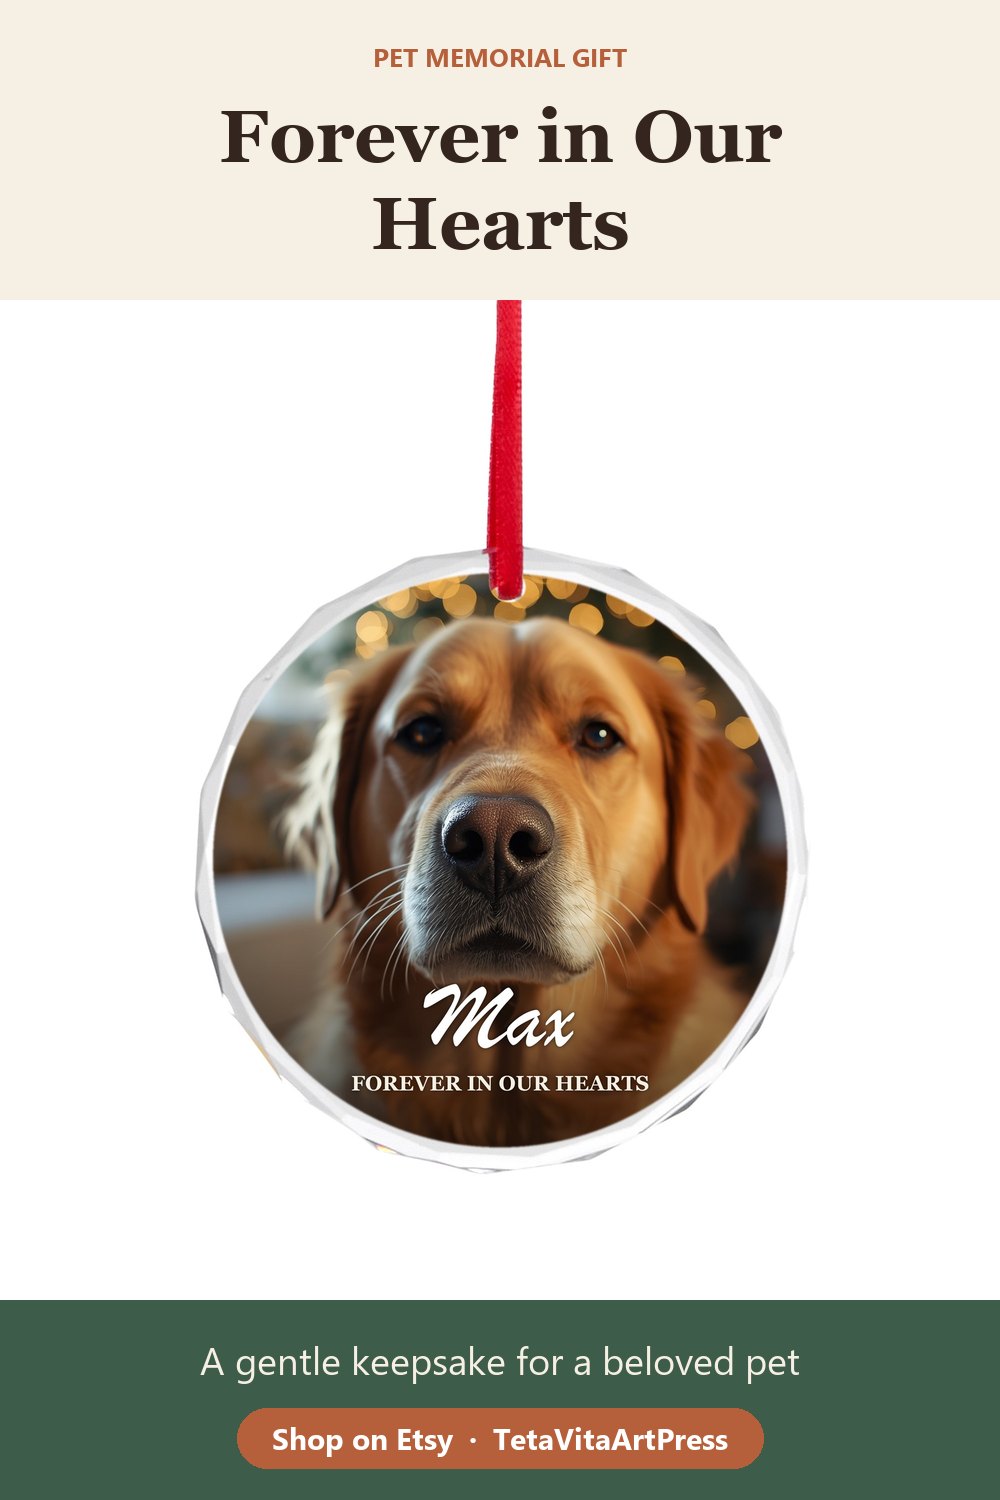 PET MEMORIAL GIFT
Forever in Our
Hearts
Max
FOREVER IN OUR HEARTS
A gentle keepsake for a beloved pet
Shop on Etsy · TetaVitaArtPress